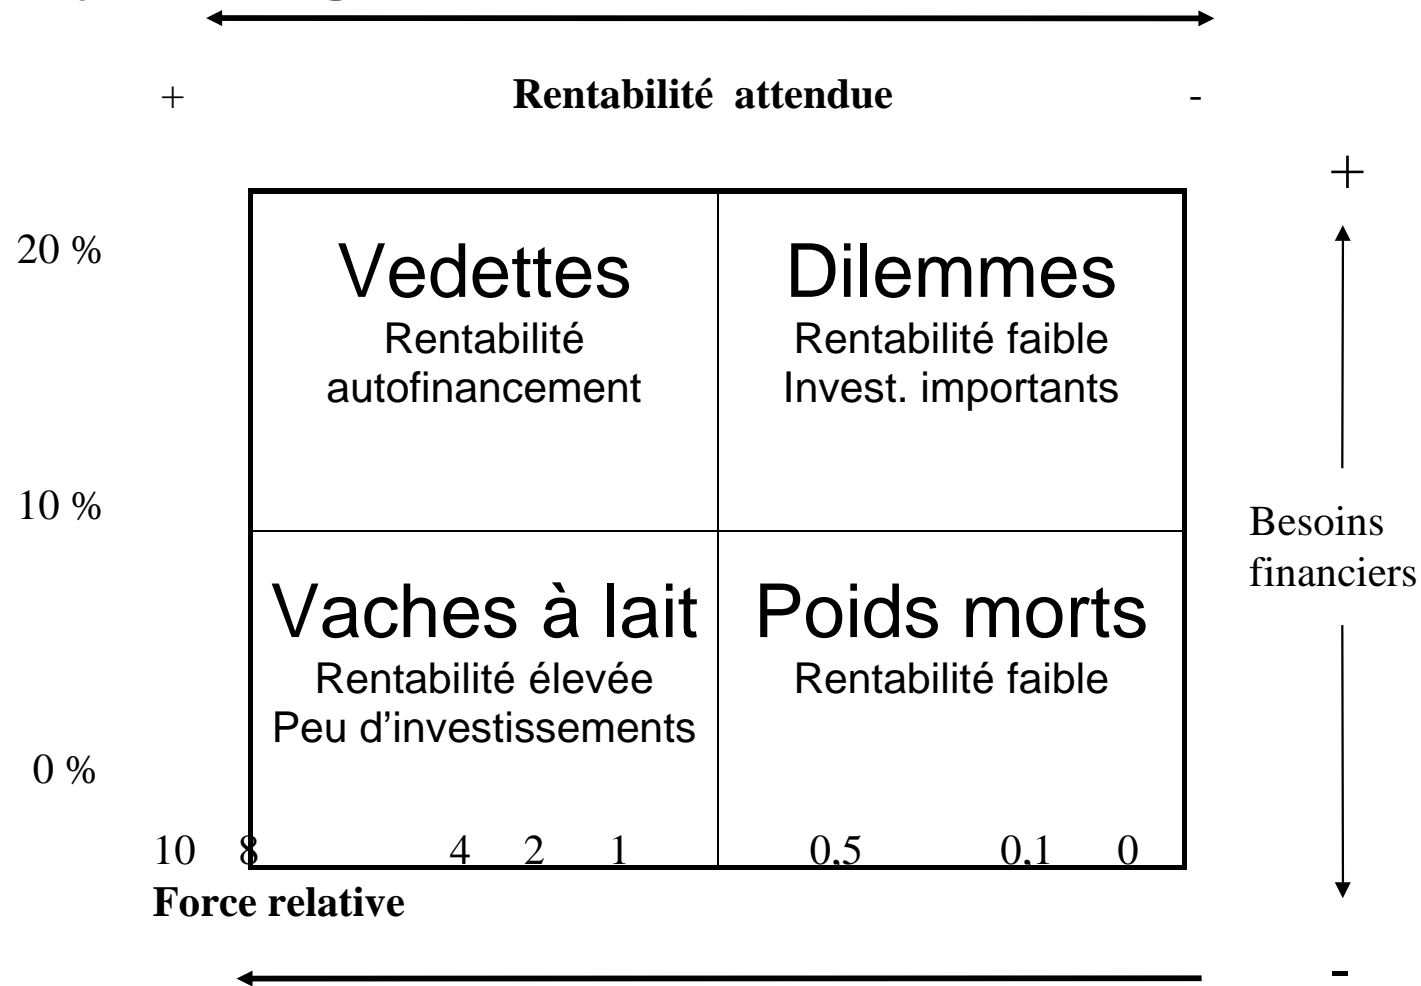 + Rentabilité attendue -
+
20 %
Vedettes
Rentabilité
autofinancement
Dilemmes
Rentabilité faible
Invest. importants
10 %
Besoins
financiers
Vaches à lait
Rentabilité élevée
Peu d’investissements
Poids morts
Rentabilité faible
0 %
10 8 4 2 1 0,5 0,1 0
Force relative
-